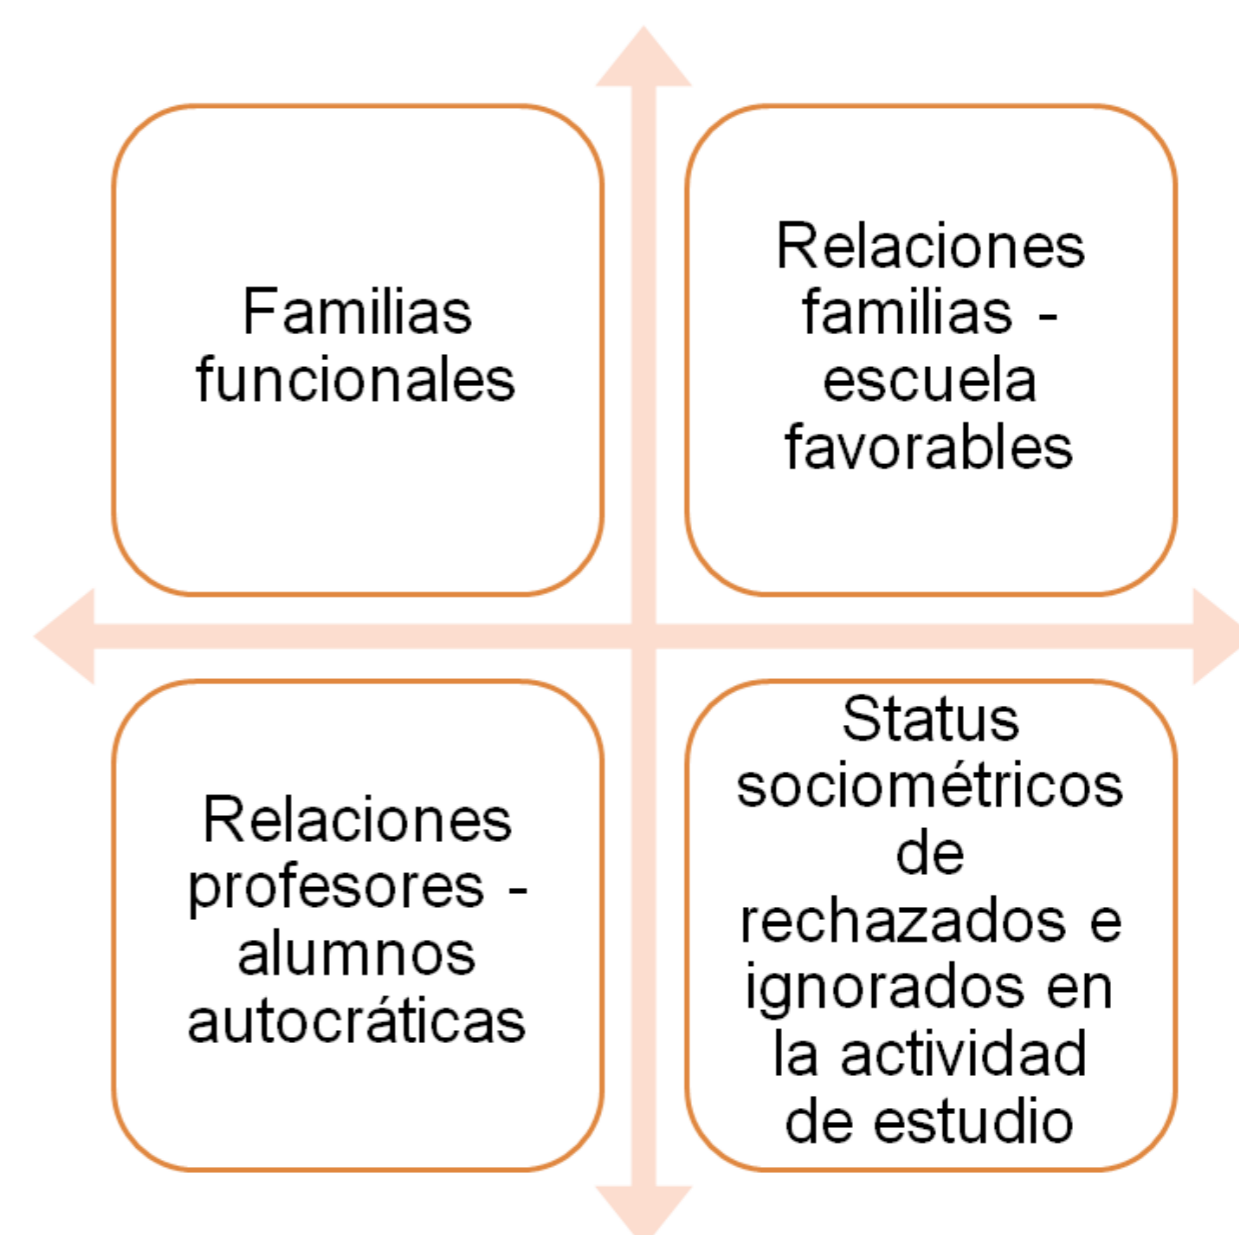 Familias
funcionales
Relaciones
familias -
escuela
favorables
Relaciones
profesores -
alumnos
autocráticas
Status
sociométricos
de
rechazados e
ignorados en
la actividad
de estudio